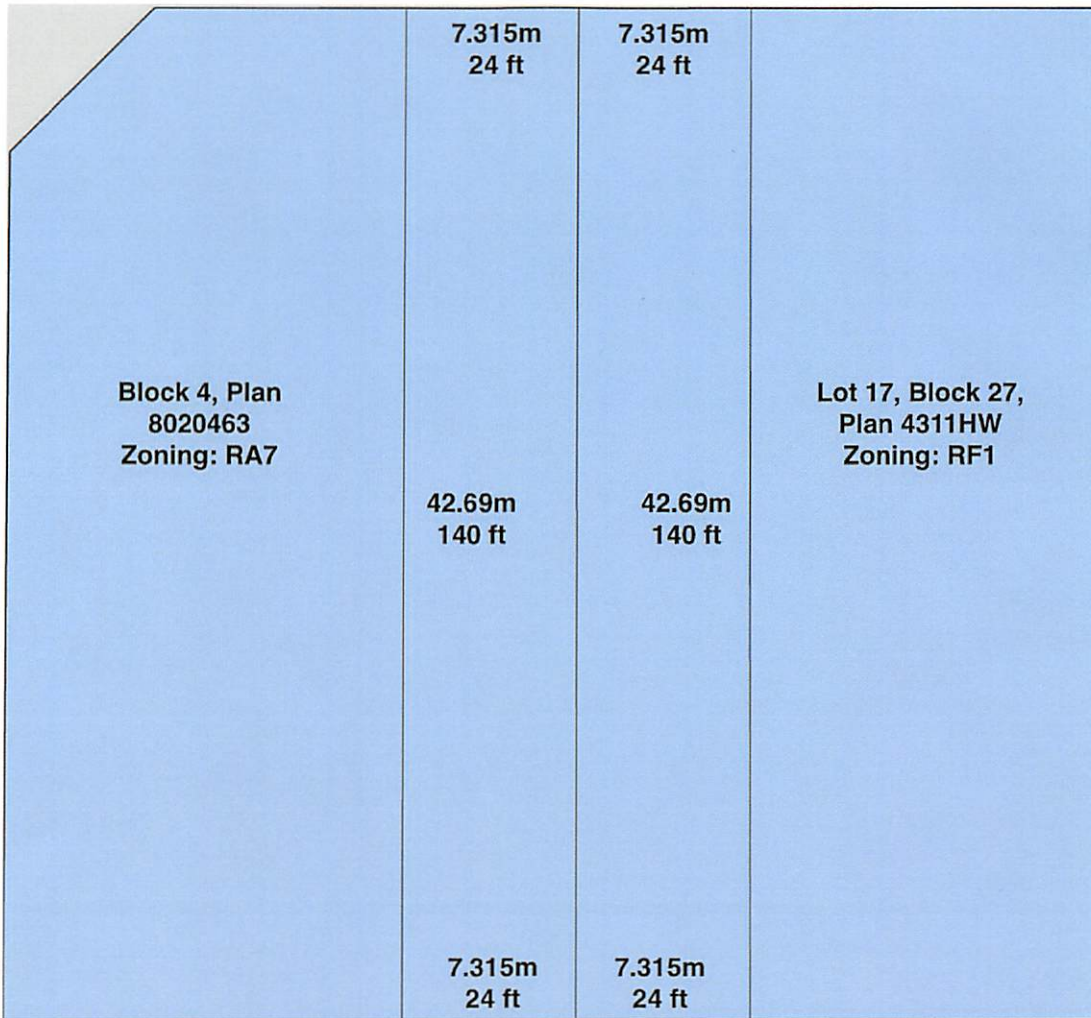 7.315m
24 ft
7.315m
24 ft
Block 4, Plan
8020463
Zoning: RA7
Lot 17, Block 27,
Plan 4311HW
Zoning: RF1
42.69m
140 ft
42.69m
140 ft
7.315m
24 ft
7.315m
24 ft